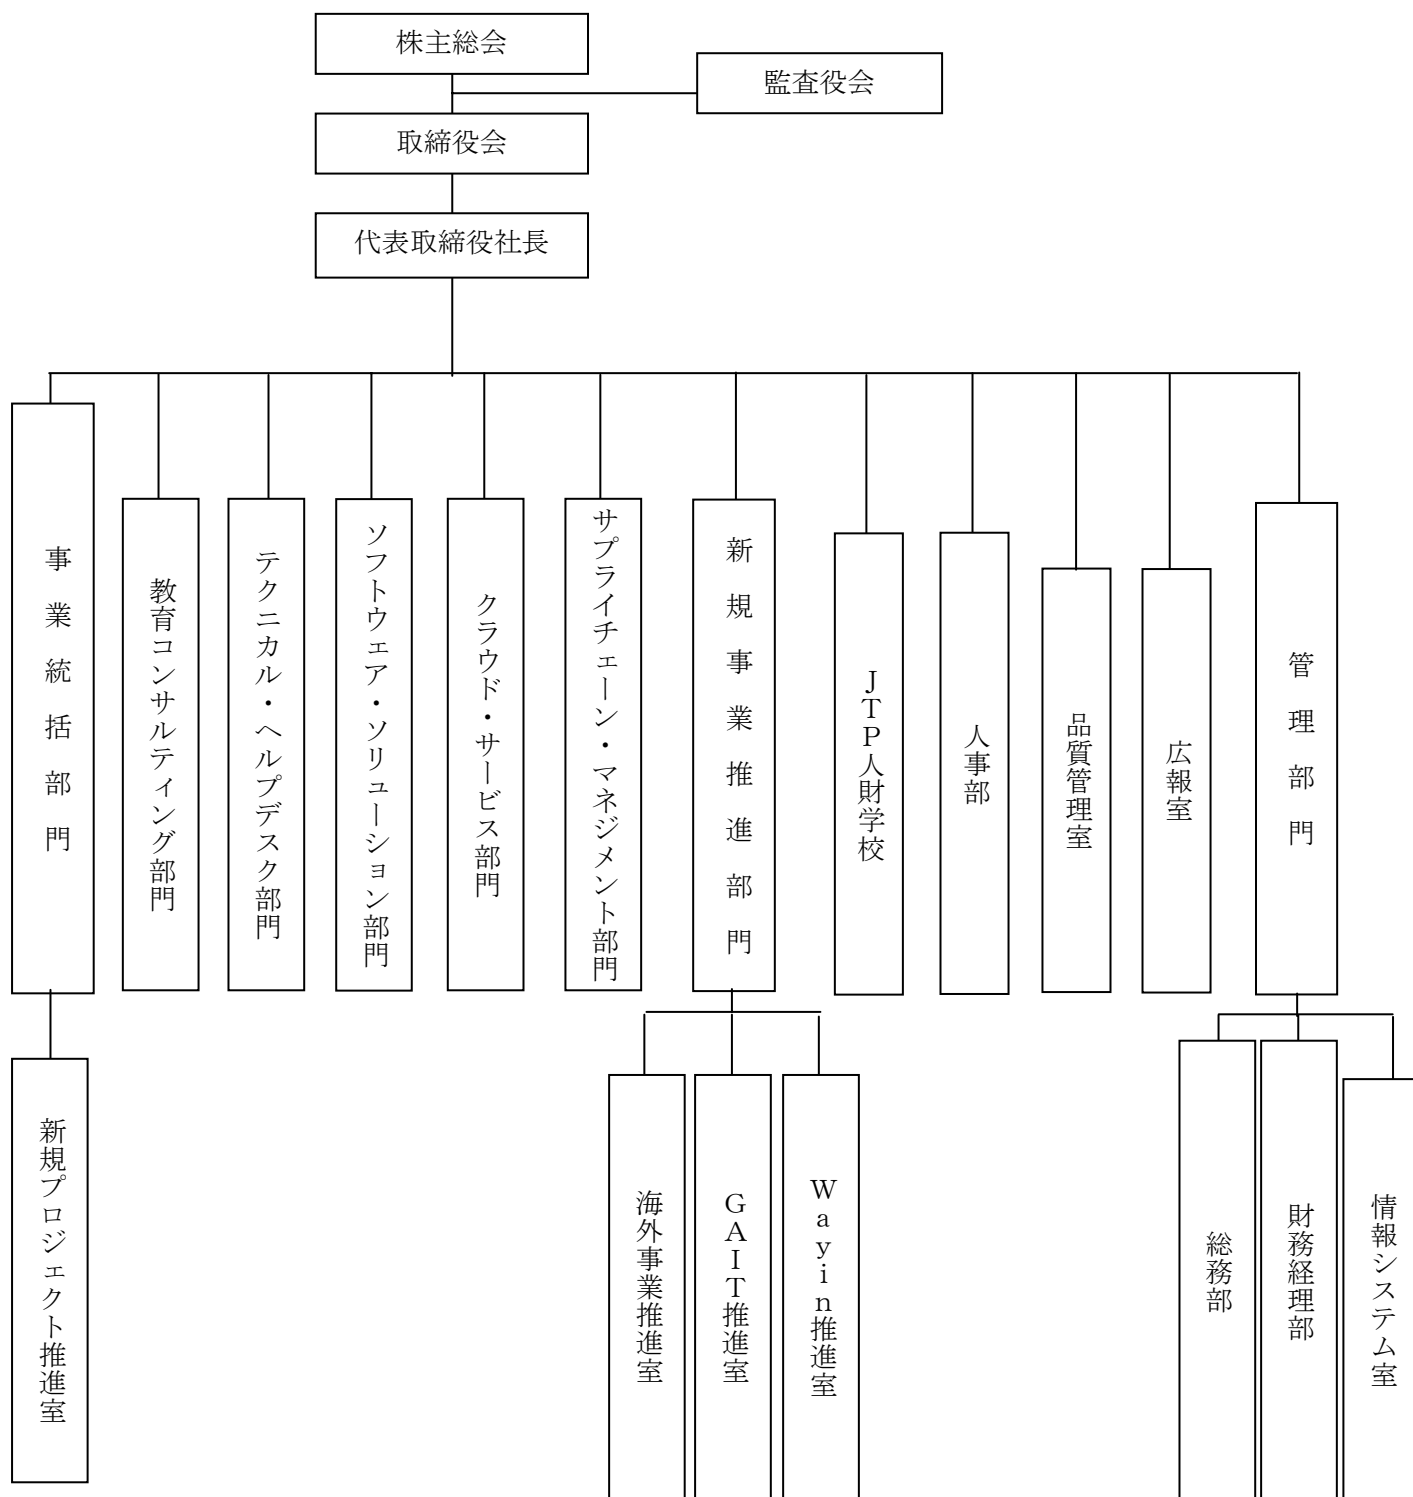 株主総会
監査役会
取締役会
代表取締役社長
事業統括部門
教育コンサルティング部門
テクニカル・ヘルプデスク部門
ソフトウェア・ソリューション部門
クラウド・サービス部門
サプライチェーン・マネジメント部門
新規事業推進部門
JTP人財学校
人事部
品質管理室
広報室
管理部門
新規プロジェクト推進室
海外事業推進室
GAIT推進室
Wayin推進室
総務部
財務経理部
情報システム室